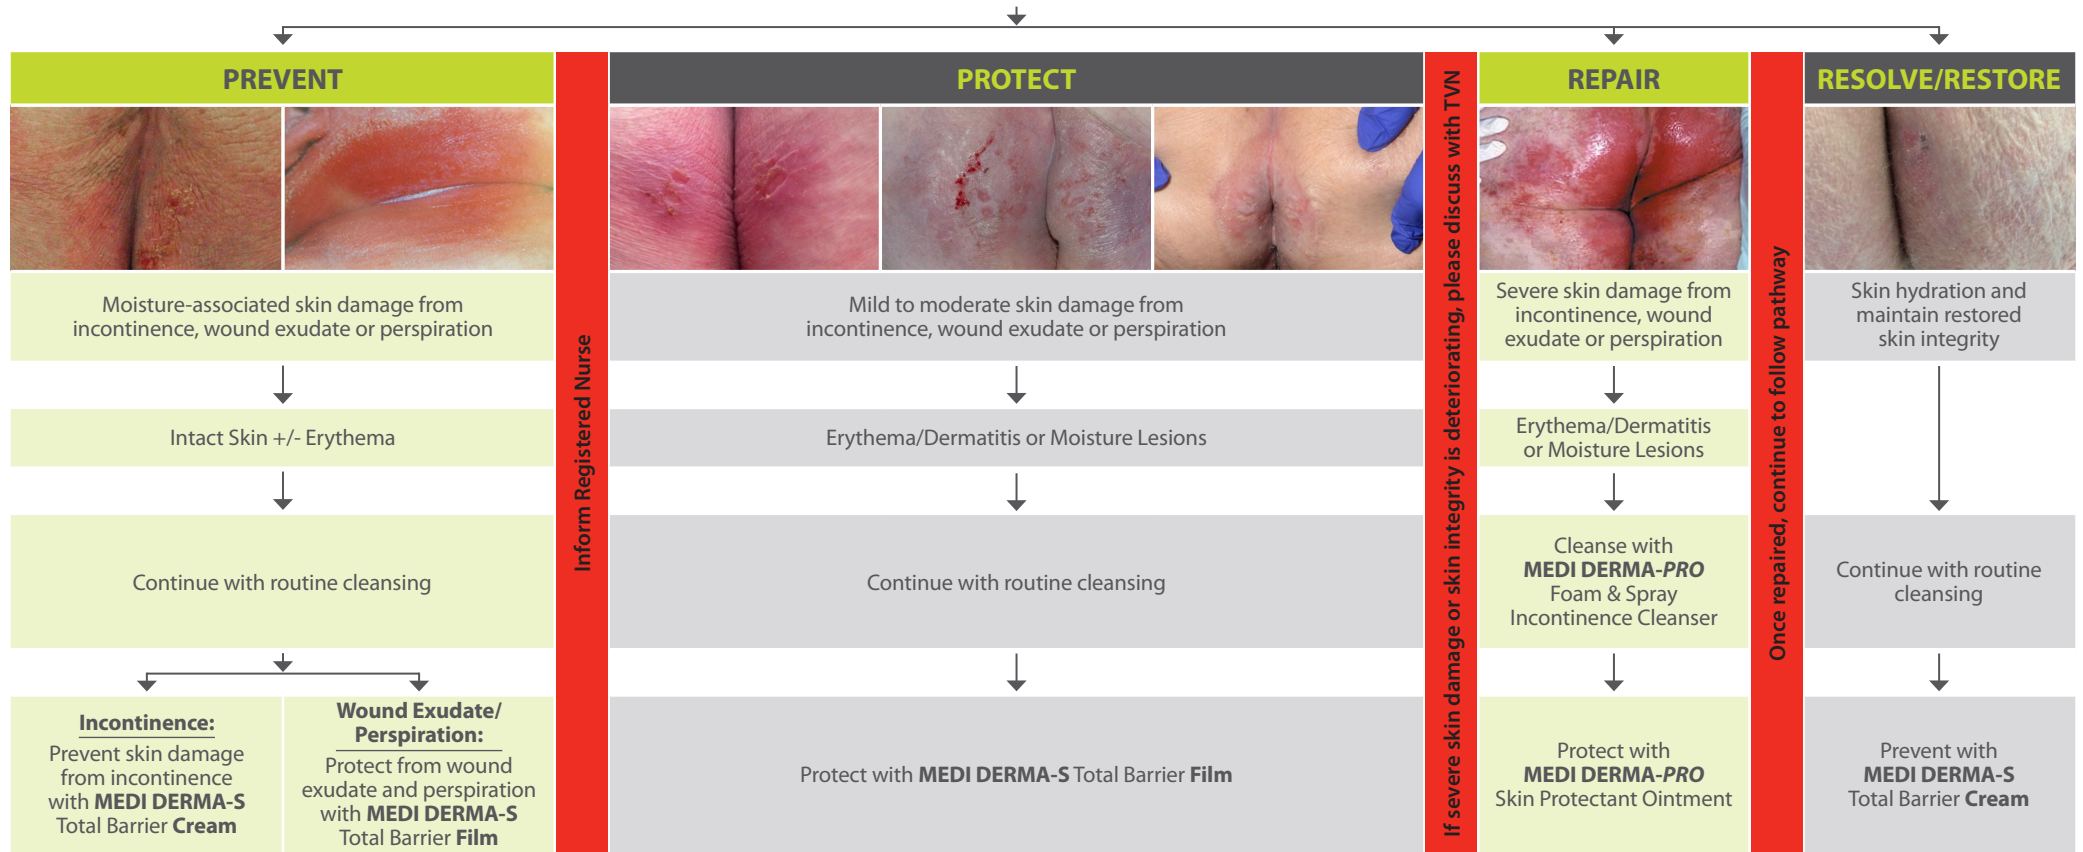 PREVENT
Moisture-associated skin damage from
incontinence, wound exudate or perspiration
Intact Skin +/- Erythema
Continue with routine cleansing
Incontinence:
Prevent skin damage
from incontinence
with MEDI DERMA-S
Total Barrier Cream
Wound Exudate/
Perspiration:
Protect from wound
exudate and perspiration
with MEDI DERMA-S
Total Barrier Film
Inform Registered Nurse
PROTECT
Mild to moderate skin damage from
incontinence, wound exudate or perspiration
Erythema/Dermatitis or Moisture Lesions
Continue with routine cleansing
Protect with MEDI DERMA-S Total Barrier Film
If severe skin damage or skin integrity is deteriorating, please discuss with TVN
REPAIR
Severe skin damage from
incontinence, wound
exudate or perspiration
Erythema/Dermatitis
or Moisture Lesions
Cleanse with
MEDI DERMA-PRO
Foam & Spray
Incontinence Cleanser
Protect with
MEDI DERMA-PRO
Skin Protectant Ointment
Once repaired, continue to follow pathway
RESOLVE/RESTORE
Skin hydration and
maintain restored
skin integrity
Continue with routine
cleansing
Prevent with
MEDI DERMA-S
Total Barrier Cream